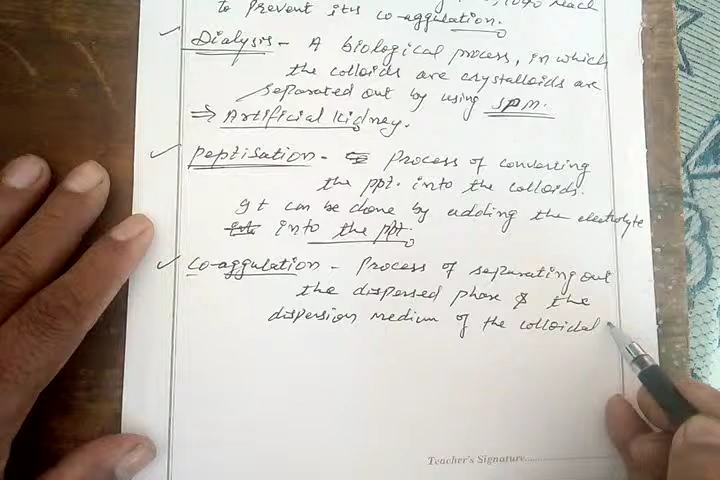 to prevent its co-aggulation.
Dialysis - A biological process, in which
the colloids are crystalloids are
separated out by using SPM.
⇒ Artificial kidney.
Peptisation - Process of converting
the ppt. into the colloids.
It can be done by adding the electrolyte
into the ppt.
Co-aggulation - Process of separating out
the dispersed phase & the
dispersion medium of the colloidal
Teacher's Signature